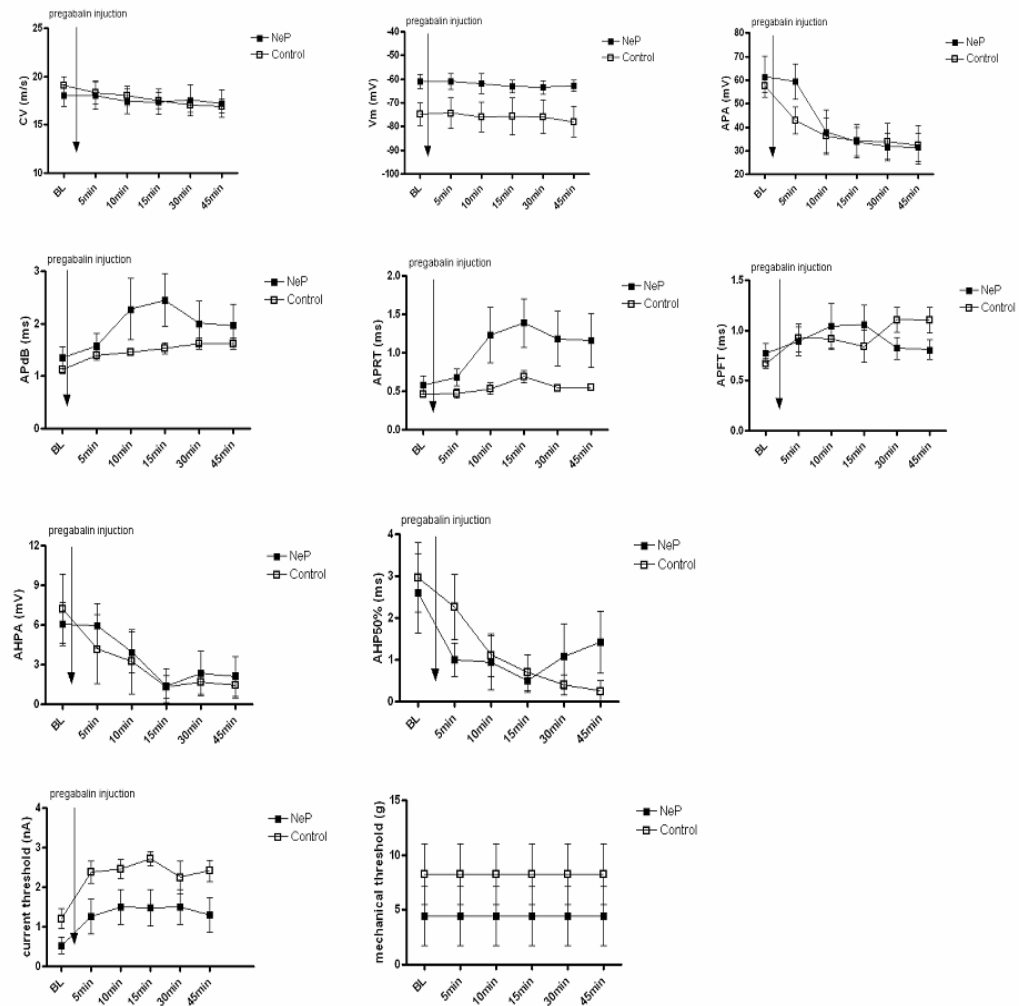 pregabalin injection
CV (m/s)
25
20
15
10
BL
5min
10min
15min
30min
45min
NeP
Control
pregabalin injection
Vm (mV)
-40
-50
-60
-70
-80
-90
-100
BL
5min
10min
15min
30min
45min
NeP
Control
pregabalin injection
APA (mV)
80
70
60
50
40
30
20
BL
5min
10min
15min
30min
45min
NeP
Control
pregabalin injection
APdB (ms)
3
2
1
0
BL
5min
10min
15min
30min
45min
NeP
Control
pregabalin injection
APRT (ms)
2.0
1.5
1.0
0.5
0.0
BL
5min
10min
15min
30min
45min
NeP
Control
pregabalin injection
APFT (ms)
1.5
1.0
0.5
0.0
BL
5min
10min
15min
30min
45min
NeP
Control
pregabalin injection
AHPA (mV)
12
9
6
3
0
BL
5min
10min
15min
30min
45min
NeP
Control
pregabalin injection
AHP50% (ms)
4
3
2
1
0
BL
5min
10min
15min
30min
45min
NeP
Control
pregabalin injection
current threshold (nA)
4
3
2
1
0
BL
5min
10min
15min
30min
45min
NeP
Control
mechanical threshold (g)
15
10
5
0
BL
5min
10min
15min
30min
45min
NeP
Control